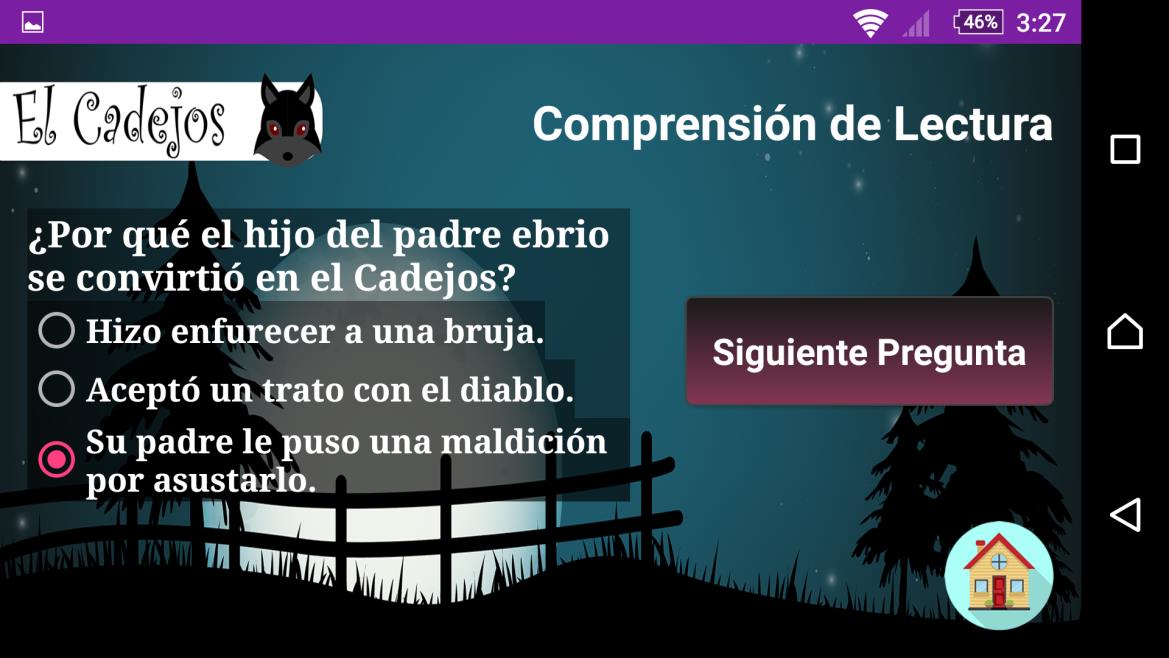 46%
3:27
El Cadejos
Comprensión de Lectura
¿Por qué el hijo del padre ebrio
se convirtió en el Cadejos?
Hizo enfurecer a una bruja.
Aceptó un trato con el diablo.
Su padre le puso una maldición
por asustarlo.
Siguiente Pregunta